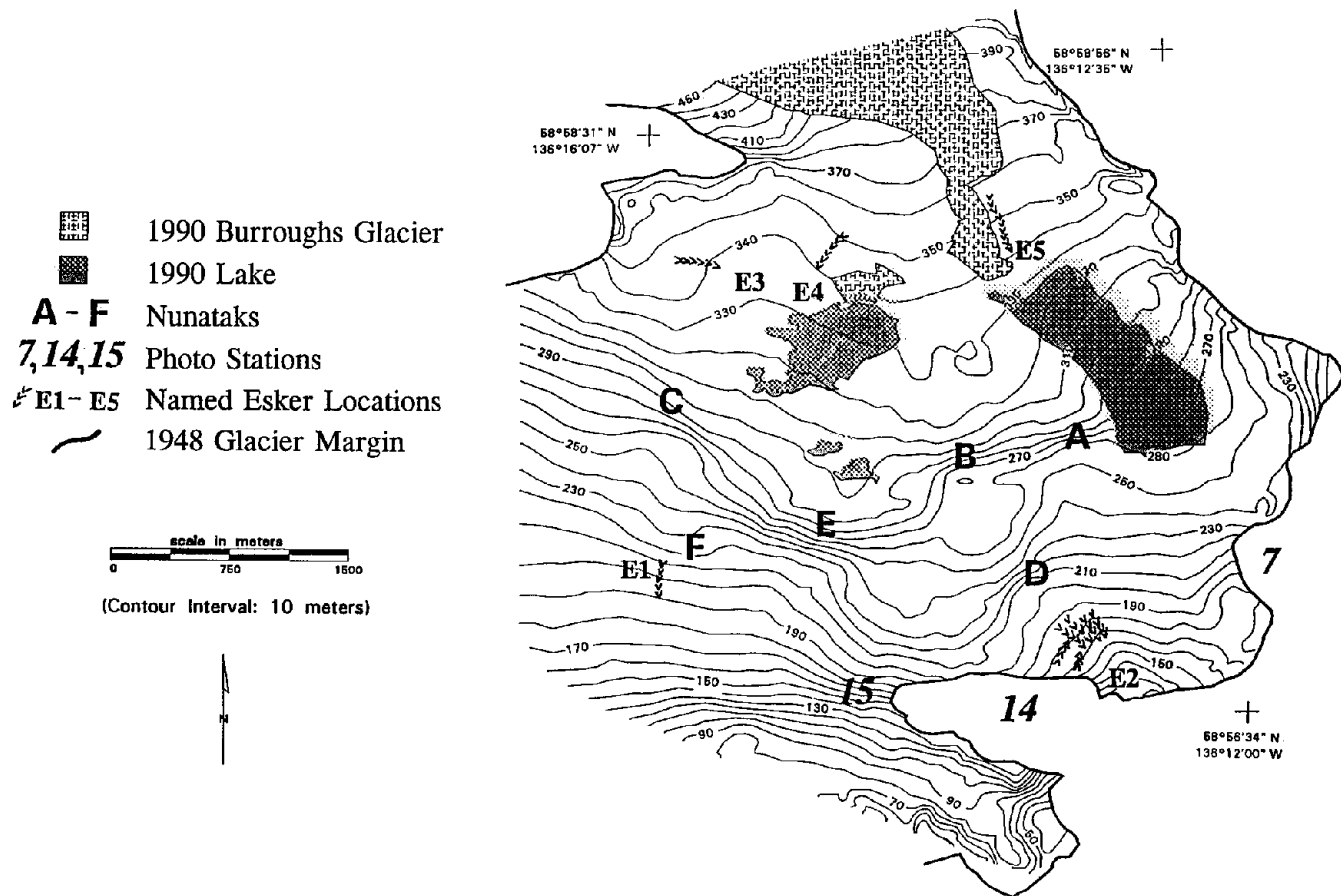 1990 Burroughs Glacier
1990 Lake
A - F Nunataks
7, 14, 15 Photo Stations
E1- E5 Named Esker Locations
1948 Glacier Margin
scale in meters
0 750 1500
(Contour Interval: 10 meters)
N
58°58'56" N
136°12'35" W
58°58'31" N
136°16'07" W
390
450
430
410
370
370
350
350
340
E5
E3
E4
330
270
290
230
C
A
B
270
280
250
250
230
E
230
F
7
E1
D
210
190
190
170
150
15
150
E2
14
130
58°56'34" N
136°12'00" W
90
90
70
50